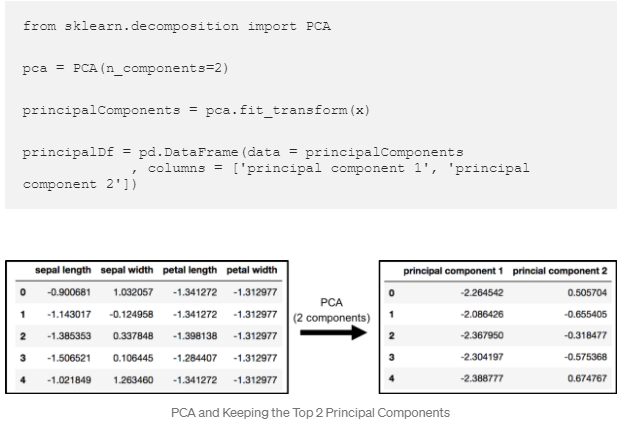 from sklearn.decomposition import PCA
pca = PCA(n_components=2)
principalComponents = pca.fit_transform(x)
principalDf = pd.DataFrame(data = principalComponents
, columns = ['principal component 1', 'principal
component 2'])
sepal length sepal width petal length petal width
0 -0.900681 1.032057 -1.341272 -1.312977
1 -1.143017 -0.124958 -1.341272 -1.312977
2 -1.385353 0.337848 -1.398138 -1.312977
3 -1.506521 0.106445 -1.284407 -1.312977
4 -1.021849 1.263460 -1.341272 -1.312977
PCA
(2 components)
principal component 1 princial component 2
0 -2.264542 0.505704
1 -2.086426 -0.655405
2 -2.367950 -0.318477
3 -2.304197 -0.575368
4 -2.388777 0.674767
PCA and Keeping the Top 2 Principal Components